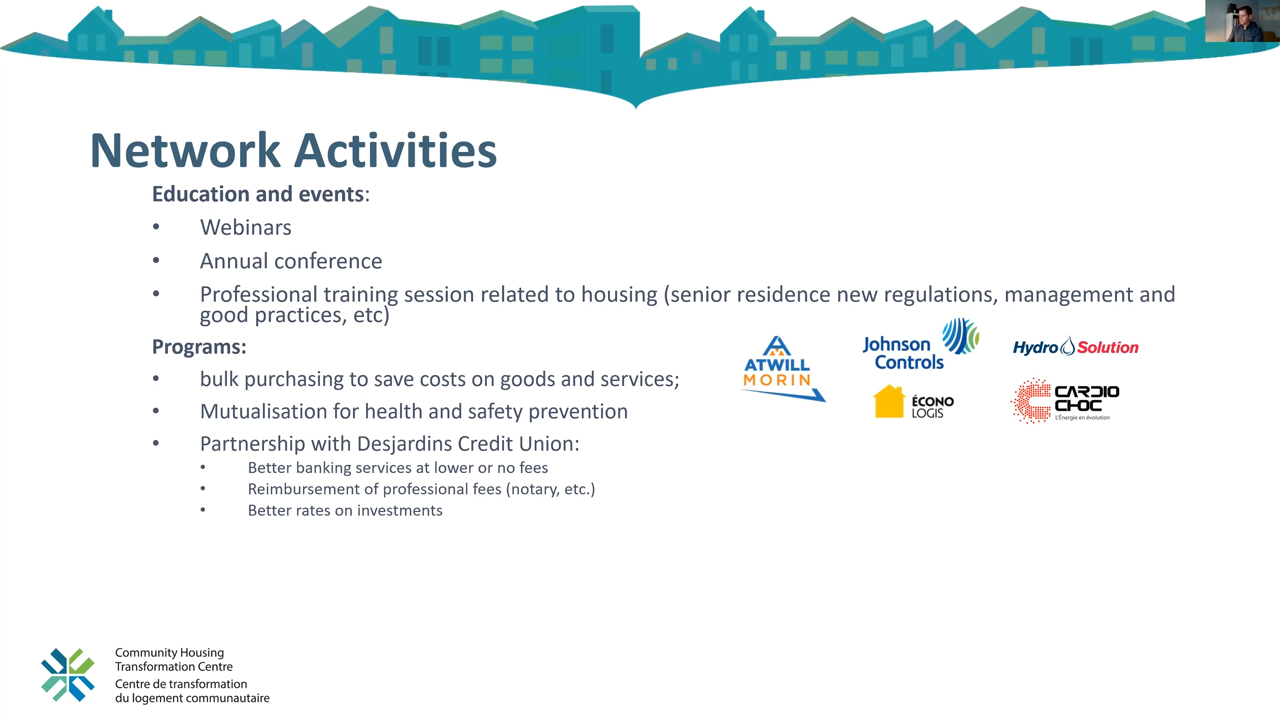 Network Activities
Education and events:
• Webinars
• Annual conference
• Professional training session related to housing (senior residence new regulations, management and
good practices, etc)
Programs:
• bulk purchasing to save costs on goods and services;
• Mutualisation for health and safety prevention
• Partnership with Desjardins Credit Union:
• Better banking services at lower or no fees
• Reimbursement of professional fees (notary, etc.)
• Better rates on investments
ATWILL
MORIN
Johnson
Controls
Hydro Solution
ÉCONO
LOGIS
CARDIO
CHOC
L'Énergie en évolution
Community Housing
Transformation Centre
Centre de transformation
du logement communautaire